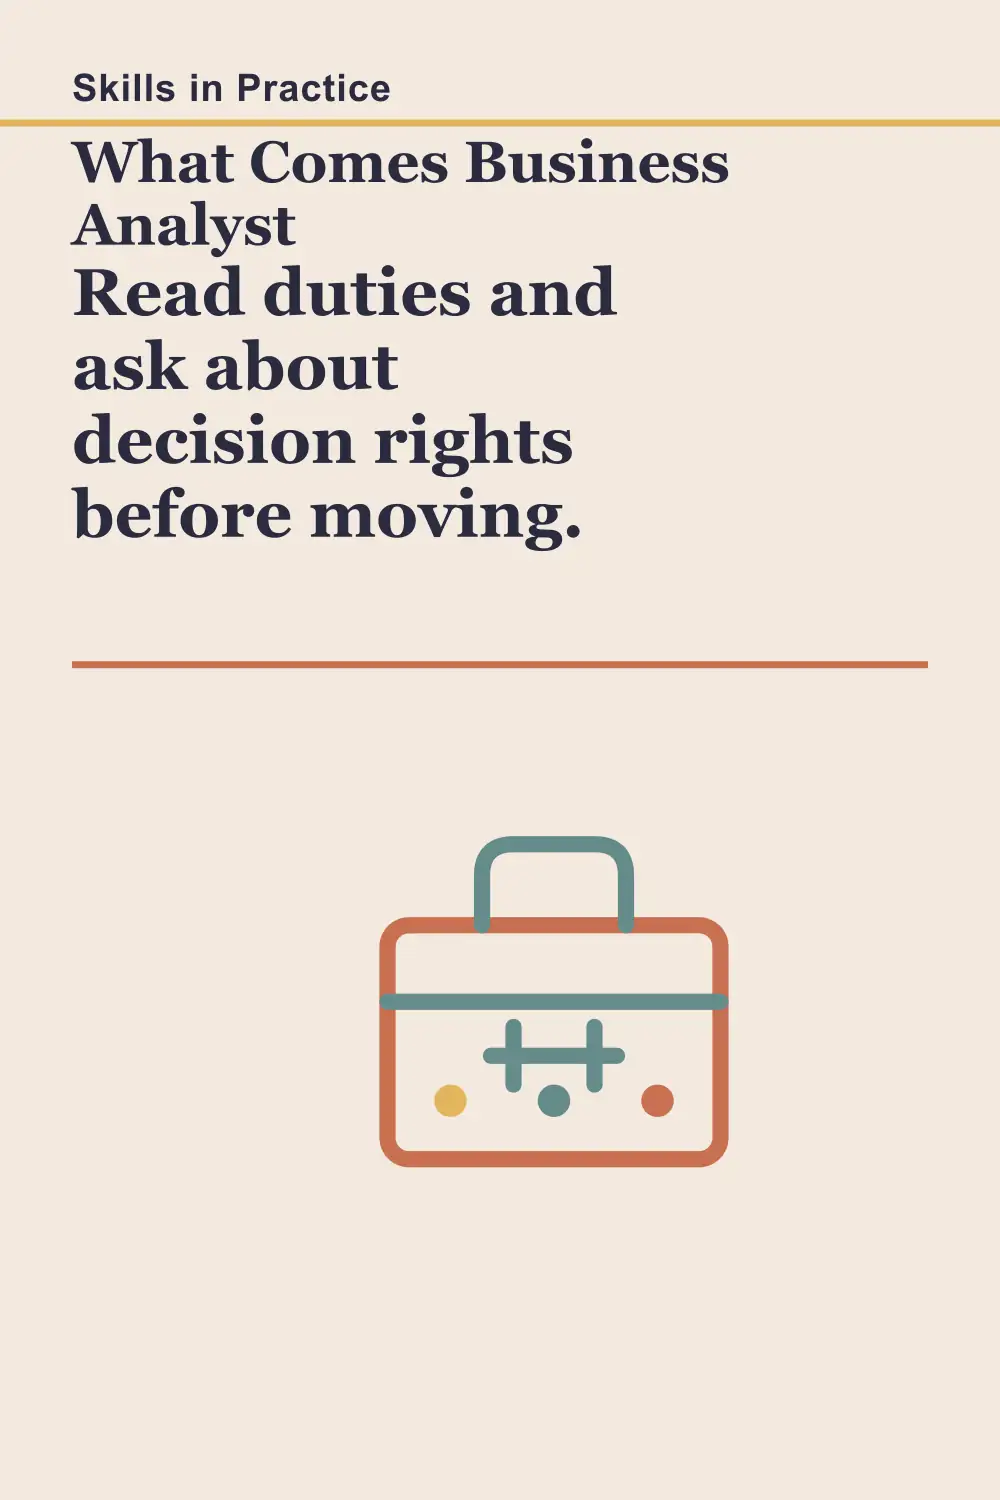 Skills in Practice
What Comes Business
Analyst
Read duties and
ask about
decision rights
before moving.